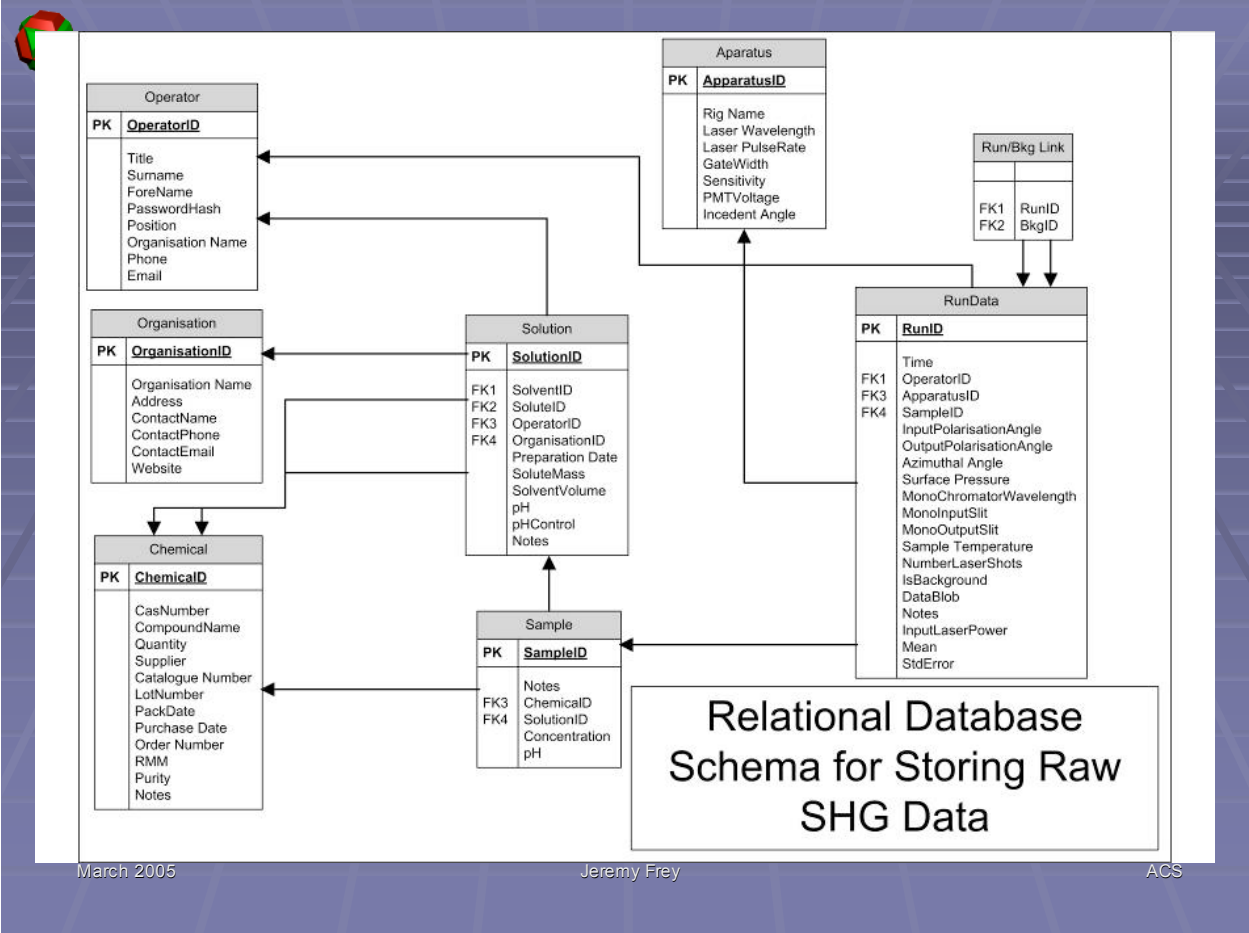 Operator
PK OperatorID
Title
Surname
ForeName
PasswordHash
Position
Organisation Name
Phone
Email
Aparatus
PK ApparatusID
Rig Name
Laser Wavelength
Laser PulseRate
GateWidth
Sensitivity
PMTVoltage
Incedent Angle
Run/Bkg Link
FK1 RunID
FK2 BkgID
Organisation
PK OrganisationID
Organisation Name
Address
ContactName
ContactPhone
ContactEmail
Website
Solution
PK SolutionID
FK1 SolventID
FK2 SoluteID
FK3 OperatorID
FK4 OrganisationID
Preparation Date
SoluteMass
SolventVolume
pH
pHControl
Notes
RunData
PK RunID
Time
FK1 OperatorID
FK3 ApparatusID
FK4 SampleID
InputPolarisationAngle
OutputPolarisationAngle
Azimuthal Angle
Surface Pressure
MonoChromatorWavelength
MonoInputSlit
MonoOutputSlit
Sample Temperature
NumberLaserShots
IsBackground
DataBlob
Notes
InputLaserPower
Mean
StdError
Chemical
PK ChemicalD
CasNumber
CompoundName
Quantity
Supplier
Catalogue Number
LotNumber
PackDate
Purchase Date
Order Number
RMM
Purity
Notes
Sample
PK SampleID
Notes
FK3 ChemicalD
FK4 SolutionID
Concentration
pH
Relational Database
Schema for Storing Raw
SHG Data
March 2005
Jeremy Frey
ACS